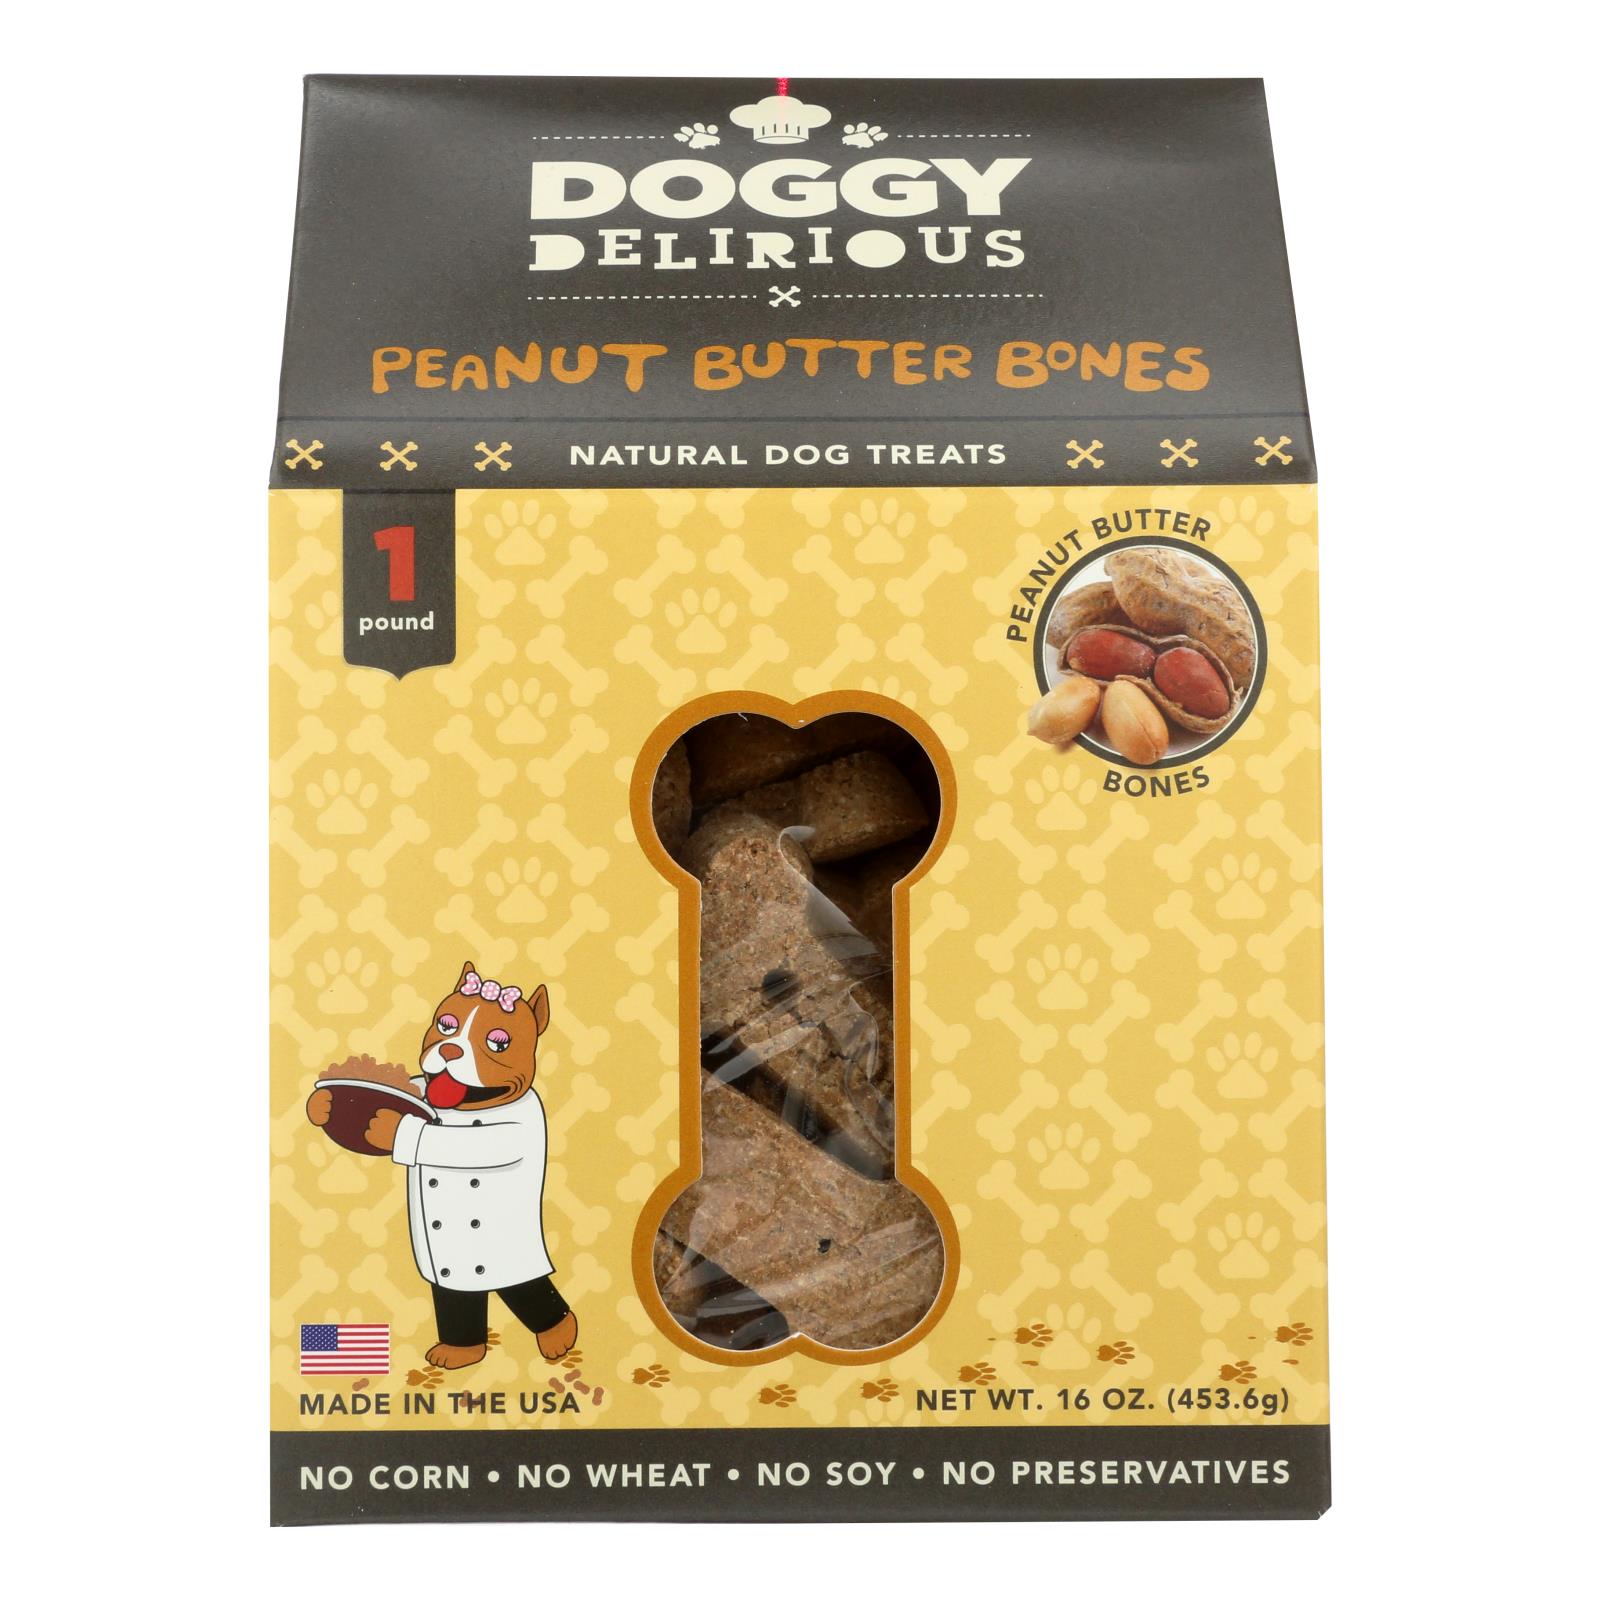 DOGGY
DELIRIOUS
PEANUT BUTTER BONES
NATURAL DOG TREATS
1
pound
PEANUT BUTTER
BONES
MADE IN THE USA
NET WT. 16 OZ. (453.6g)
NO CORN • NO WHEAT • NO SOY • NO PRESERVATIVES